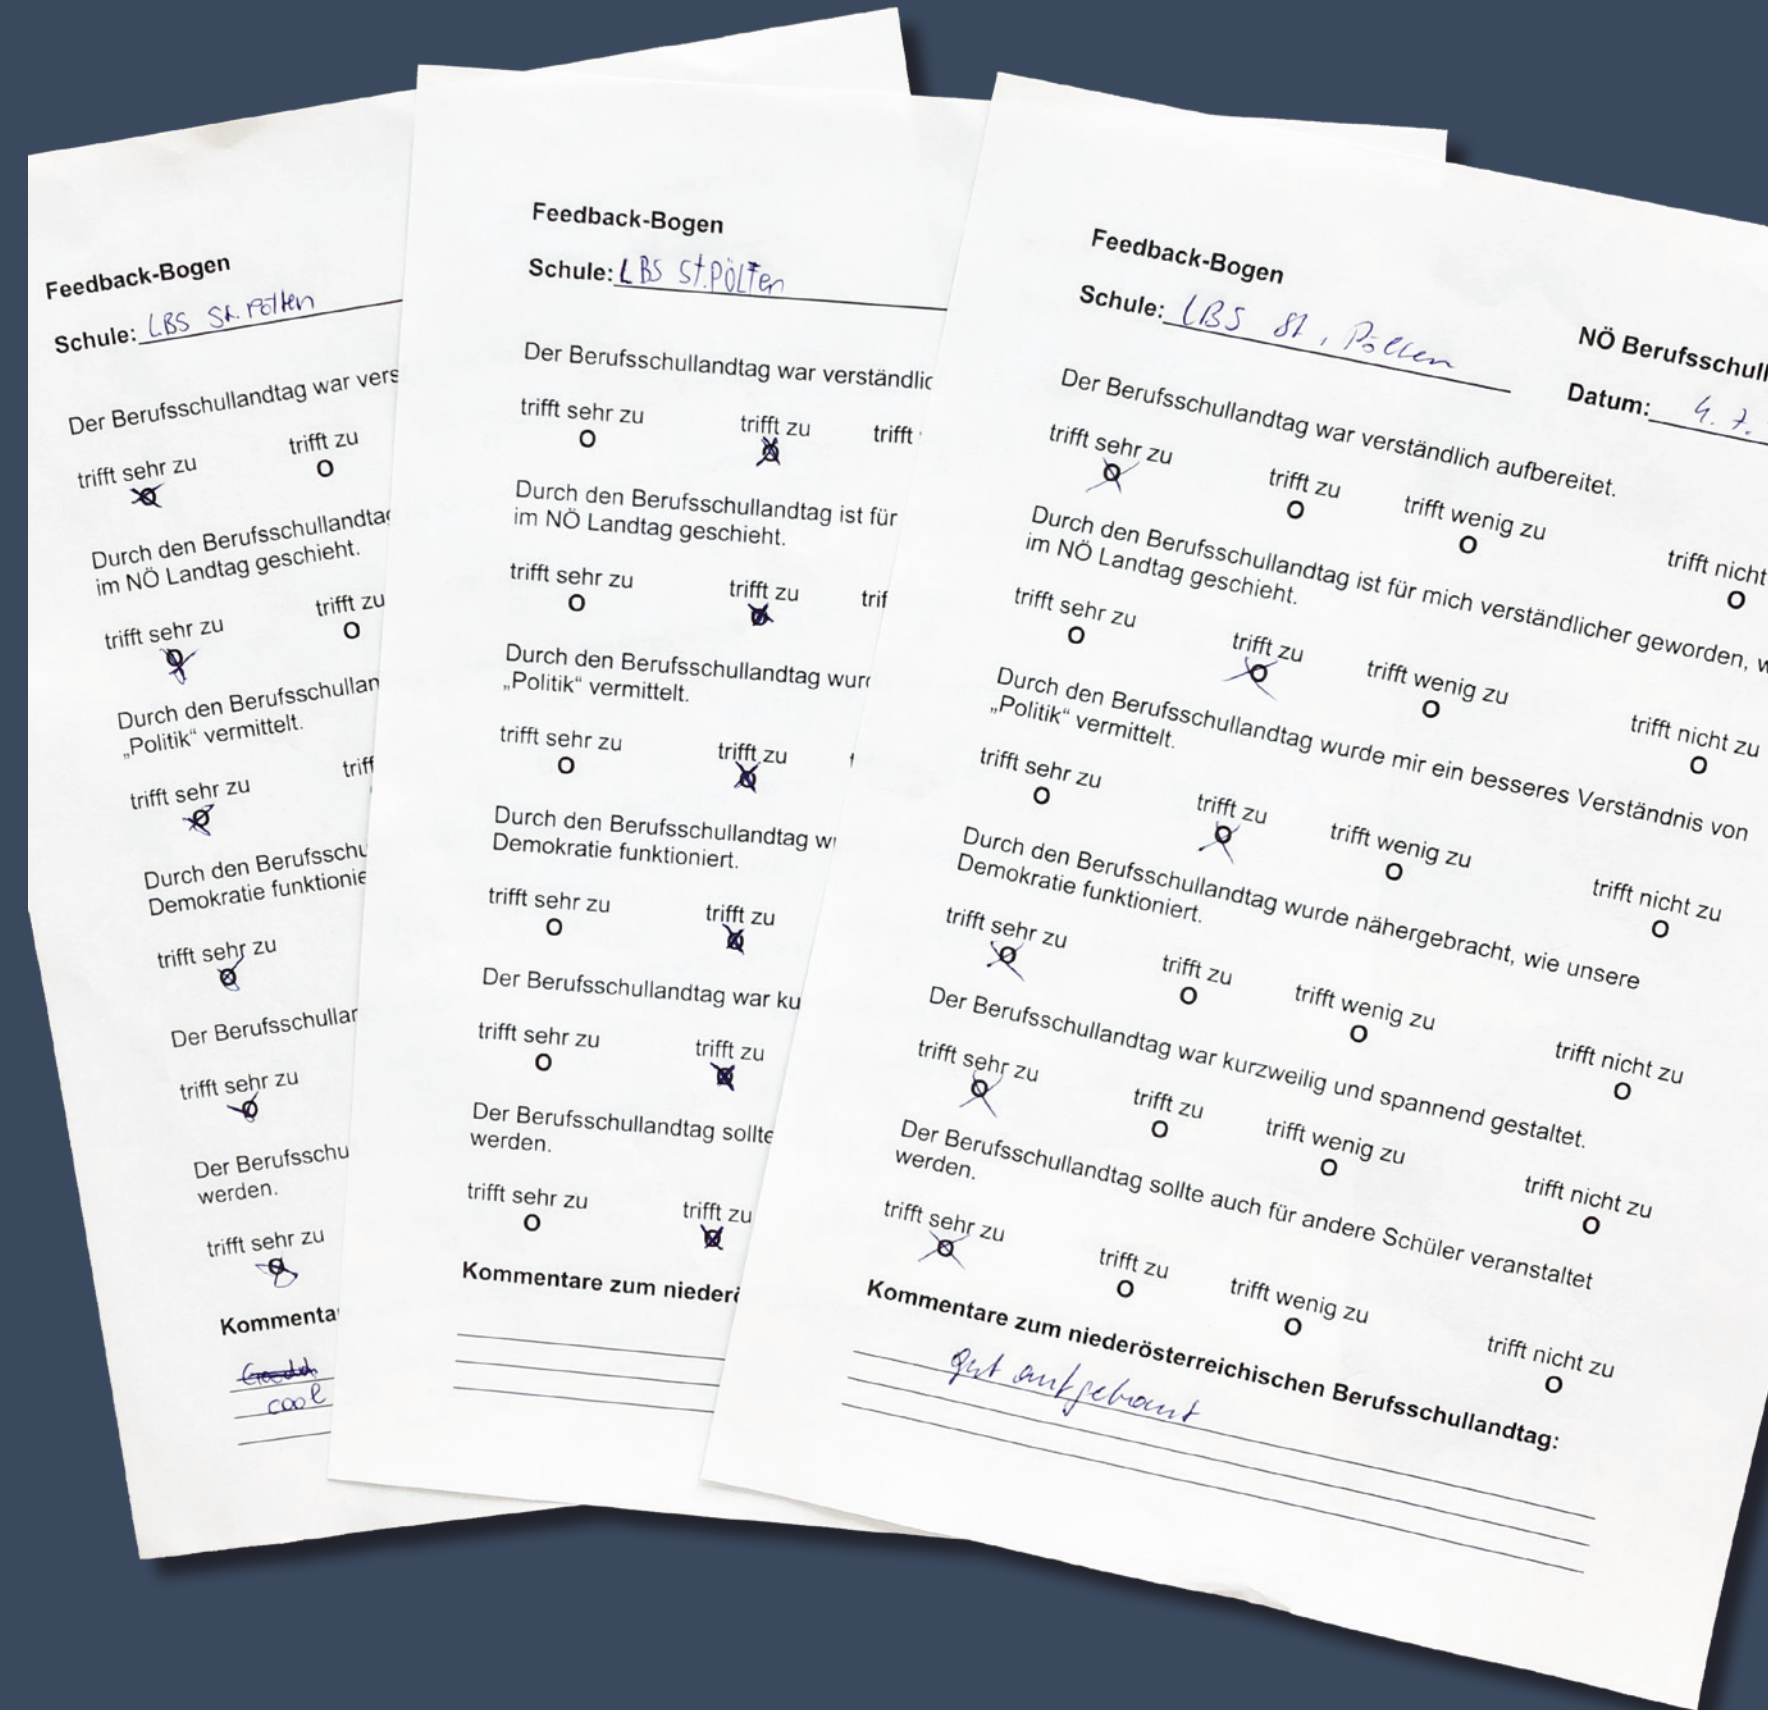 Feedback-Bogen
Schule: LBS St. Pölten
Der Berufsschullandtag war vers
trifft sehr zu trifft zu
O O
Durch den Berufsschullandtag
im NÖ Landtag geschieht.
trifft sehr zu trifft zu
O O
Durch den Berufsschullan
„Politik“ vermittelt.
trifft sehr zu triff
O
Durch den Berufsschu
Demokratie funktionie
trifft sehr zu
O
Der Berufsschullan
trifft sehr zu
O
Der Berufsschu
werden.
trifft sehr zu
O
Kommenta
cool
Feedback-Bogen
Schule: LBS St. PÖLTen
Der Berufsschullandtag war verständlic
trifft sehr zu trifft zu trifft
O O
Durch den Berufsschullandtag ist für
im NÖ Landtag geschieht.
trifft sehr zu trifft zu trif
O O
Durch den Berufsschullandtag wurd
„Politik“ vermittelt.
trifft sehr zu trifft zu
O O
Durch den Berufsschullandtag w
Demokratie funktioniert.
trifft sehr zu trifft zu
O O
Der Berufsschullandtag war ku
trifft sehr zu trifft zu
O O
Der Berufsschullandtag sollte
werden.
trifft sehr zu trifft zu
O O
Kommentare zum niederö
Feedback-Bogen
NÖ Berufsschull
Schule: LBS St, Pölten
Datum: 4. 7.
Der Berufsschullandtag war verständlich aufbereitet.
trifft sehr zu trifft zu trifft wenig zu trifft nicht
O O O O
Durch den Berufsschullandtag ist für mich verständlicher geworden, w
im NÖ Landtag geschieht.
trifft sehr zu trifft zu trifft wenig zu trifft nicht zu
O O O O
Durch den Berufsschullandtag wurde mir ein besseres Verständnis von
„Politik“ vermittelt.
trifft sehr zu trifft zu trifft wenig zu trifft nicht zu
O O O O
Durch den Berufsschullandtag wurde nähergebracht, wie unsere
Demokratie funktioniert.
trifft sehr zu trifft zu trifft wenig zu trifft nicht zu
O O O O
Der Berufsschullandtag war kurzweilig und spannend gestaltet.
trifft sehr zu trifft zu trifft wenig zu trifft nicht zu
O O O O
Der Berufsschullandtag sollte auch für andere Schüler veranstaltet
werden.
trifft sehr zu trifft zu trifft wenig zu trifft nicht zu
O O O O
Kommentare zum niederösterreichischen Berufsschullandtag:
gut aufgebaut